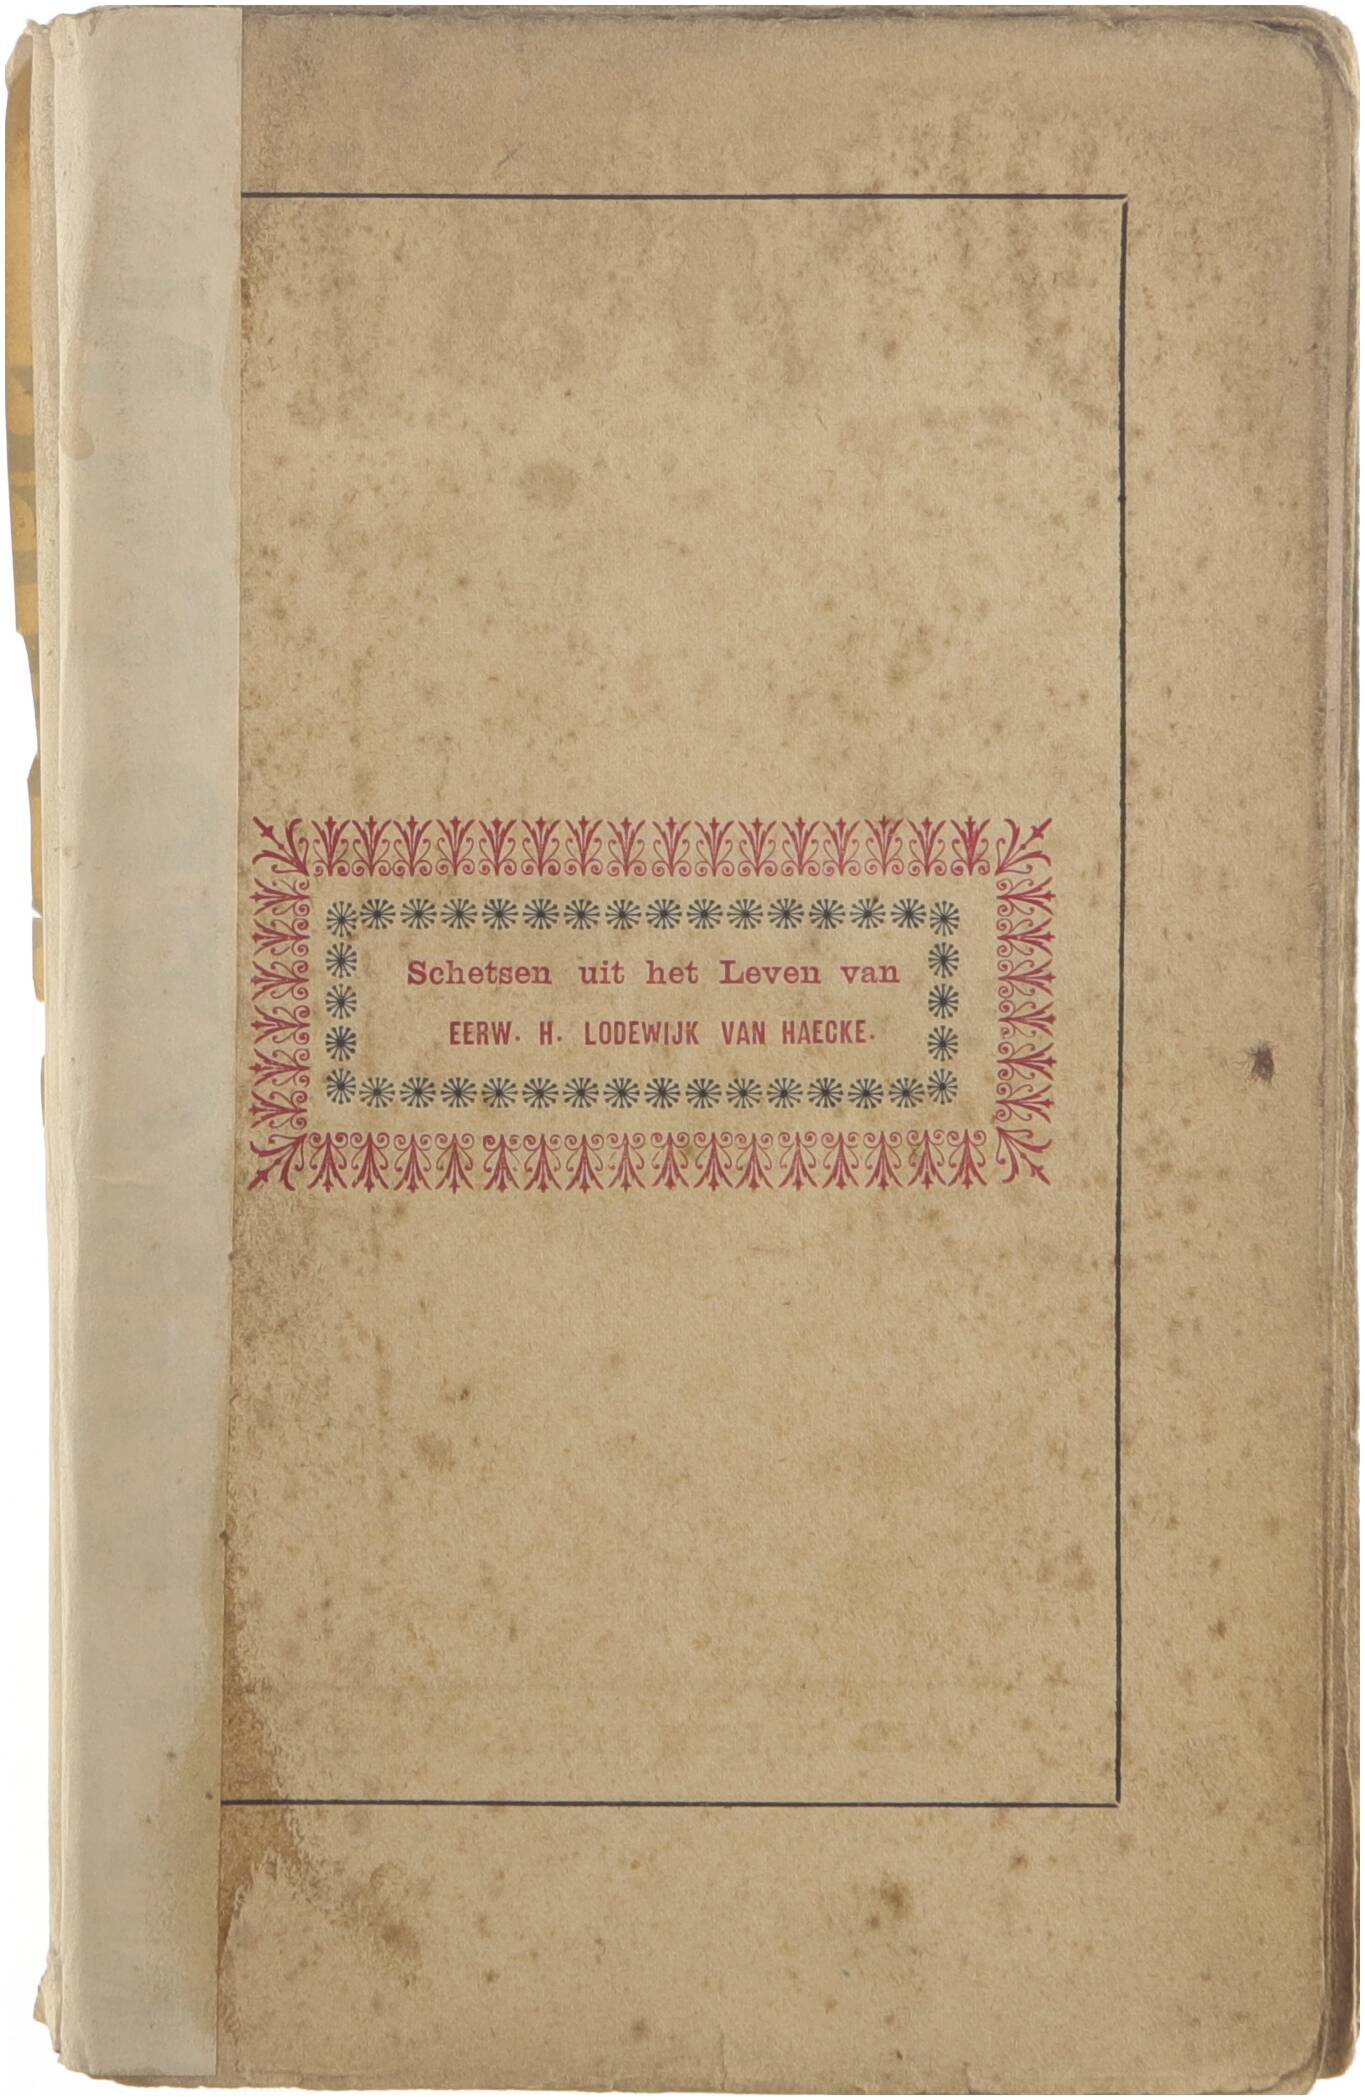 Schetsen uit het Leven van
EERW. H. LODEWIJK VAN HAECKE.